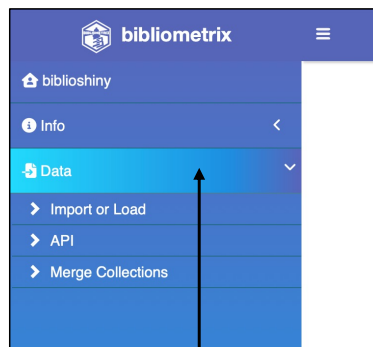 bibliometrix
biblioshiny
Info
Data
Import or Load
API
Merge Collections